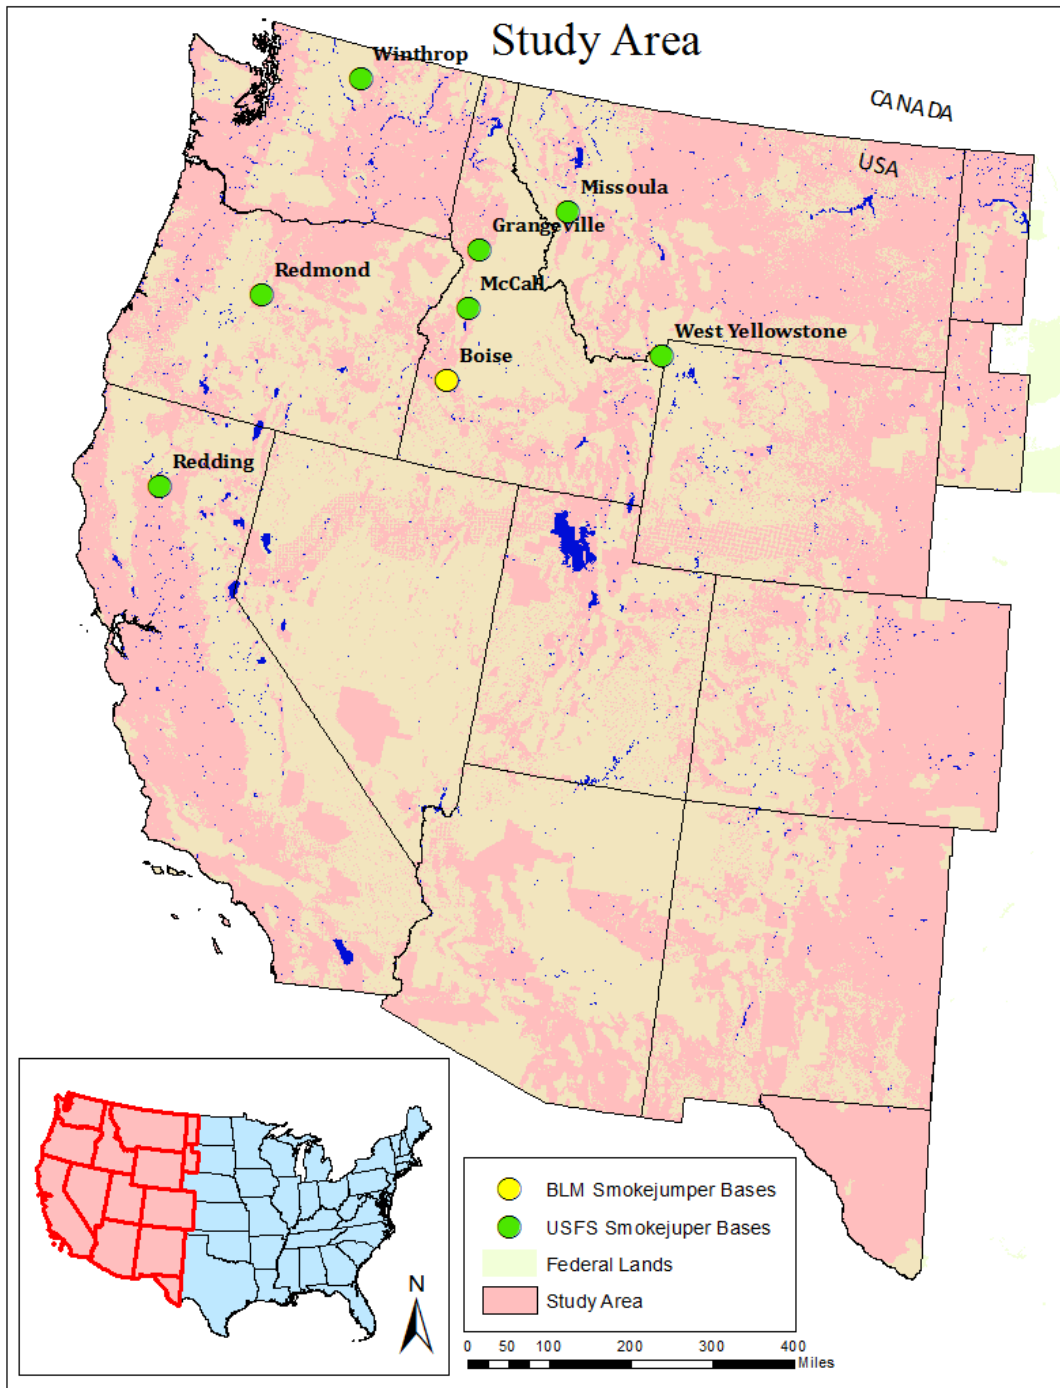 Study Area
Winthrop
CANADA
USA
Missoula
Grangeville
Redmond
McCall
West Yellowstone
Boise
Redding
N
BLM Smokejumper Bases
USFS Smokejuper Bases
Federal Lands
Study Area
0 50 100 200 300 400
Miles